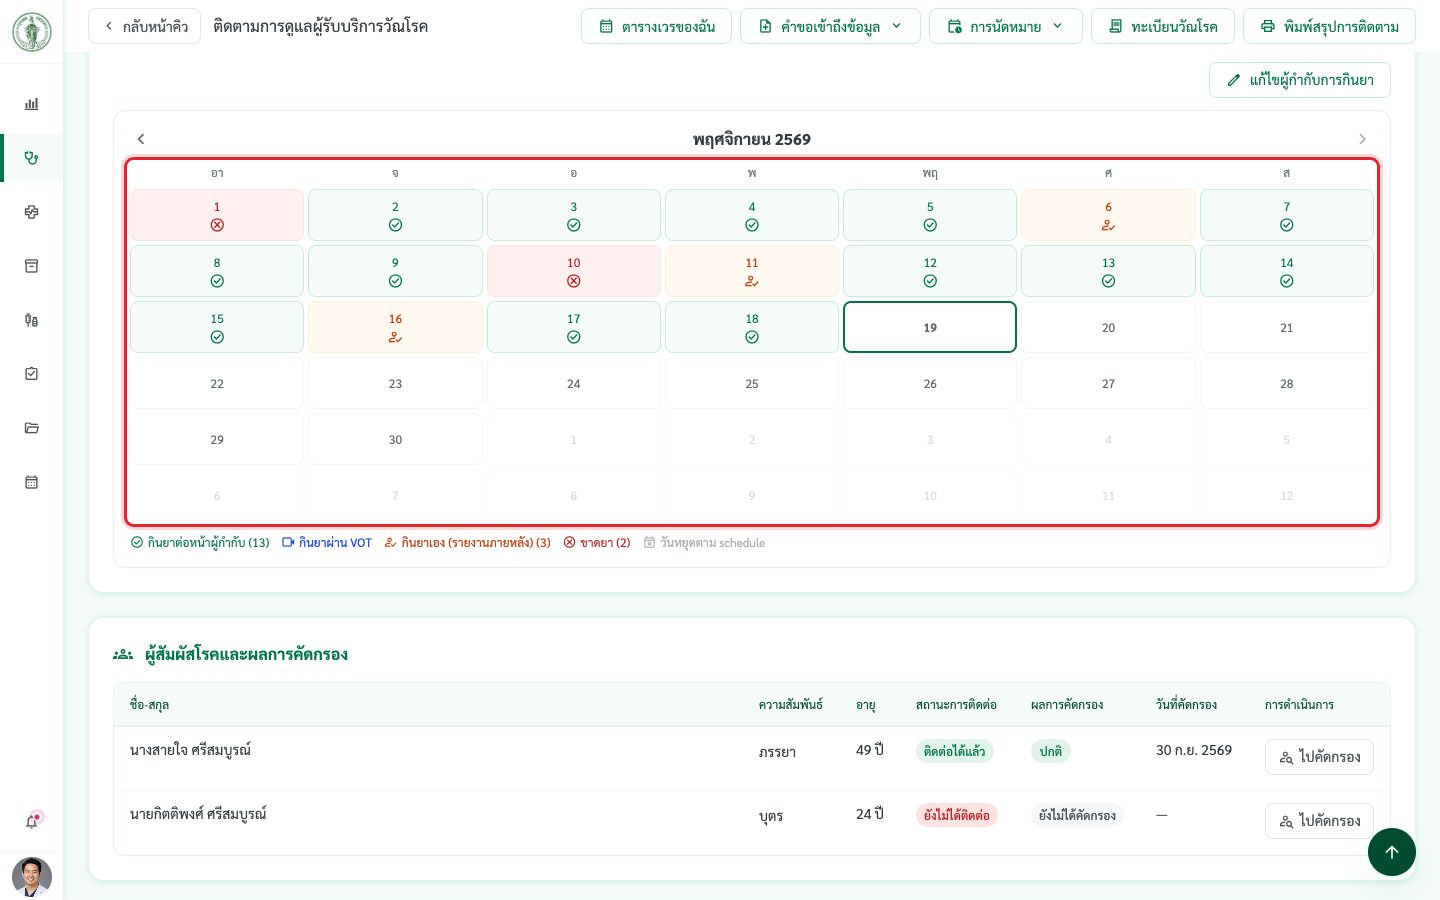 กลับหน้าคิว
ติดตามการดูแลผู้รับบริการวัณโรค
ตารางเวรของฉัน
คำขอเข้าถึงข้อมูล
การนัดหมาย
ทะเบียนวัณโรค
พิมพ์สรุปการติดตาม
แก้ไขผู้กำกับการกินยา
พฤศจิกายน 2569
อา จ อ พ พฤ ศ ส
1 2 3 4 5 6 7
8 9 10 11 12 13 14
15 16 17 18 19 20 21
22 23 24 25 26 27 28
29 30 1 2 3 4 5
6 7 8 9 10 11 12
กินยาต่อหน้าผู้กำกับ (13) กินยาผ่าน VOT กินยาเอง (รายงานภายหลัง) (3) ขาดยา (2) วันหยุดตาม schedule
ผู้สัมผัสโรคและผลการคัดกรอง
ชื่อ-สกุล ความสัมพันธ์ อายุ สถานะการติดต่อ ผลการคัดกรอง วันที่คัดกรอง การดำเนินการ
นางสายใจ ศรีสมบูรณ์ ภรรยา 49 ปี ติดต่อได้แล้ว ปกติ 30 ก.ย. 2569 ไปคัดกรอง
นายกิตติพงศ์ ศรีสมบูรณ์ บุตร 24 ปี ยังไม่ได้ติดต่อ ยังไม่ได้คัดกรอง — ไปคัดกรอง